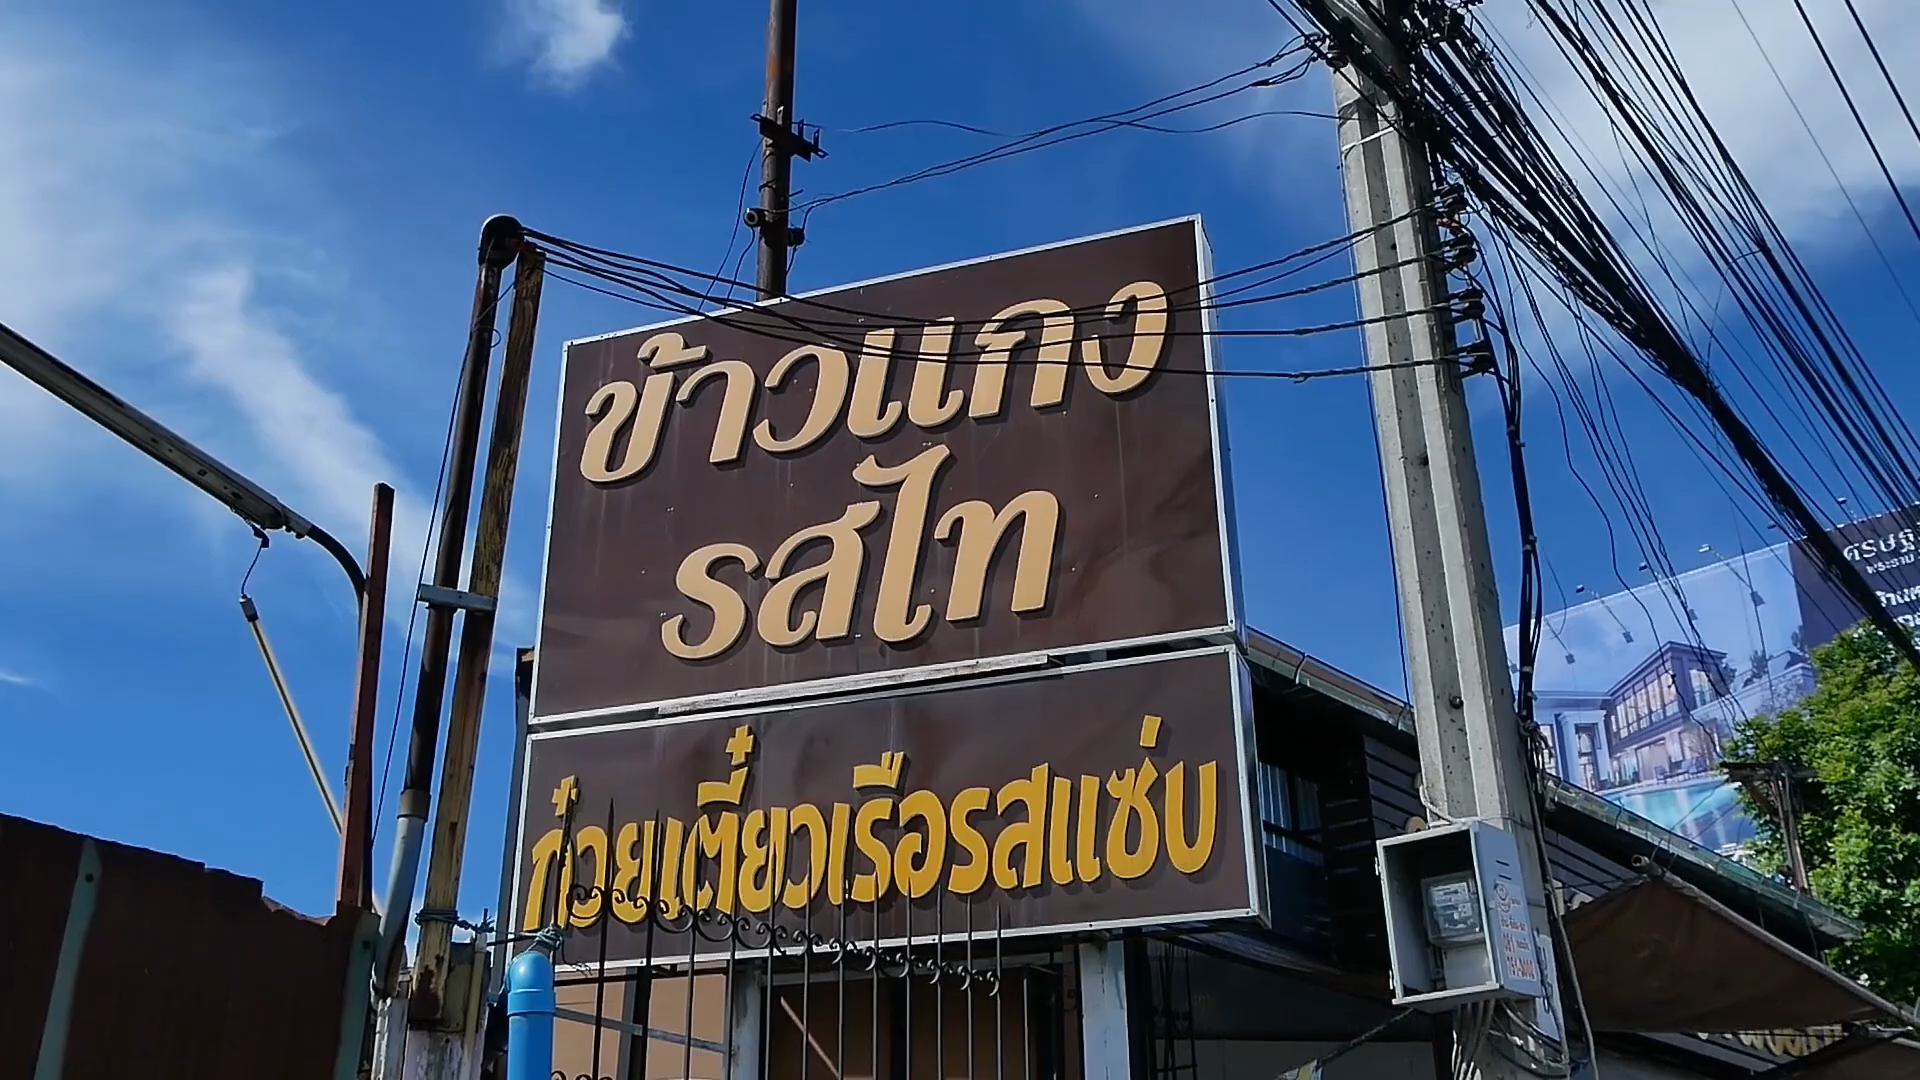 ข้าวแกง
รสไท
ก๋วยเตี๋ยวเรือรสแซ่บ